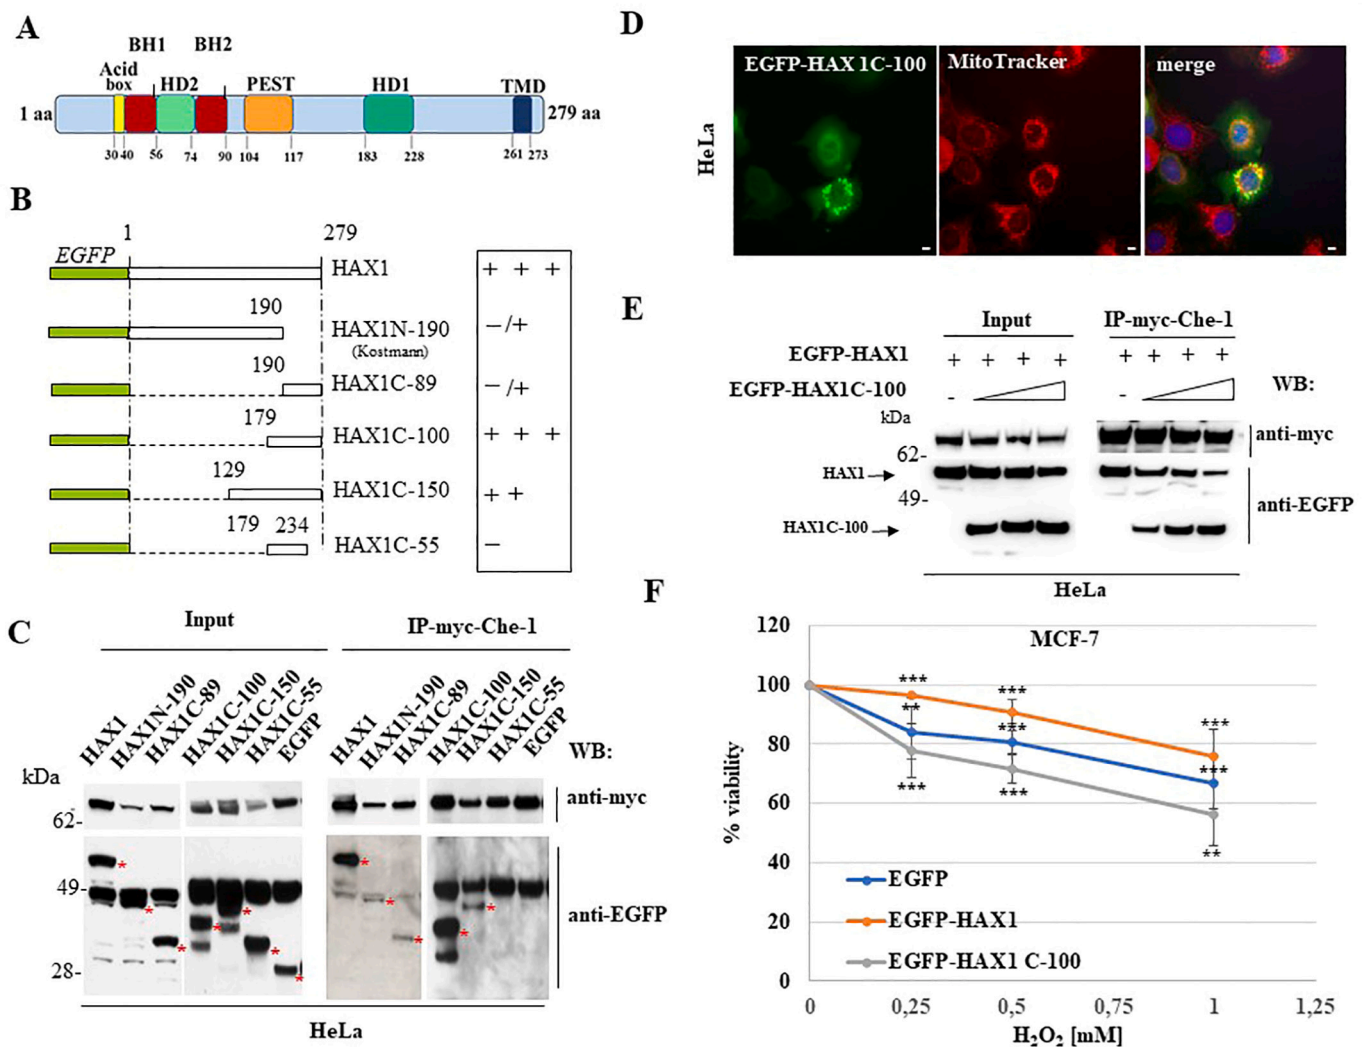 A
BH1 BH2
Acid
box HD2 PEST HD1 TMD
1 aa 279 aa
30 40 56 74 90 104 117 183 228 261 273
B
1 279
EGFP
HAX1 + + +
190
HAX1N-190 −/+
(Kostmann)
190
HAX1C-89 −/+
179
HAX1C-100 + + +
129
HAX1C-150 + +
179 234
HAX1C-55 −
C
Input IP-myc-Che-1
HAX1 HAX1N-190 HAX1C-89 HAX1C-100 HAX1C-150 HAX1C-55 EGFP HAX1 HAX1N-190 HAX1C-89 HAX1C-100 HAX1C-150 HAX1C-55 EGFP
WB:
kDa
62- anti-myc
49-
anti-EGFP
28-
* * * * * * * * * * * *
HeLa
D
EGFP-HAX 1C-100 MitoTracker merge
HeLa
E
Input IP-myc-Che-1
EGFP-HAX1 + + + + + + + +
EGFP-HAX1C-100 - - WB:
kDa
62- anti-myc
HAX1
49- anti-EGFP
HAX1C-100
HeLa
F
MCF-7
% viability
120
100
80
60
40
20
0
*** *** ***
** *** ***
*** *** **
EGFP
EGFP-HAX1
EGFP-HAX1 C-100
0 0,25 0,5 0,75 1 1,25
H₂O₂ [mM]